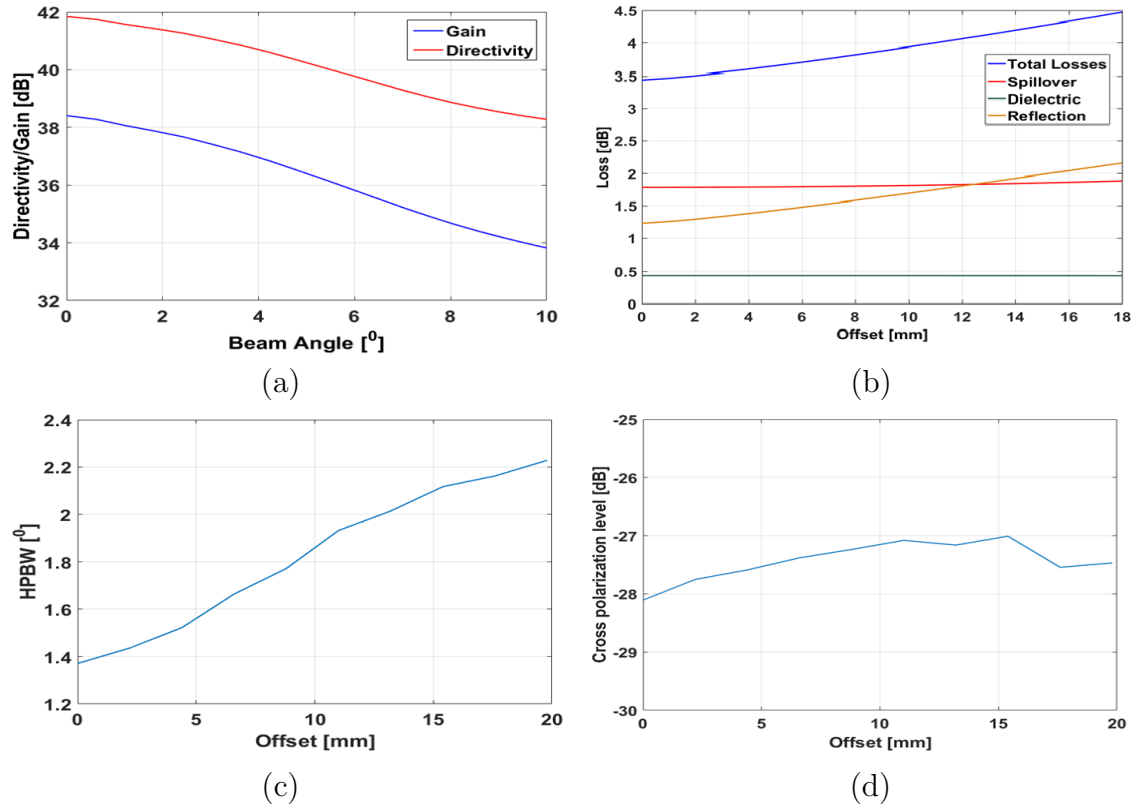 42
40
38
36
34
32
Directivity/Gain [dB]
Gain
Directivity
0 2 4 6 8 10
Beam Angle [⁰]
(a)
4.5
4
3.5
3
2.5
2
1.5
1
0.5
0
Loss [dB]
Total Losses
Spillover
Dielectric
Reflection
0 2 4 6 8 10 12 14 16 18
Offset [mm]
(b)
2.4
2.2
2
1.8
1.6
1.4
1.2
HPBW [⁰]
0 5 10 15 20
Offset [mm]
(c)
-25
-26
-27
-28
-29
-30
Cross polarization level [dB]
0 5 10 15 20
Offset [mm]
(d)